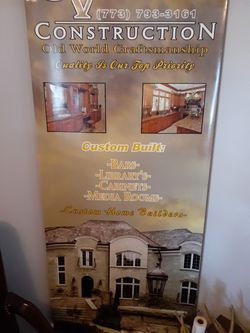 (773) 793-3161
CONSTRUCTION
Old World Craftsmanship
Quality Is Our Top Priority
Custom Built:
-Bars-
-Library's-
-Cabinets-
-Media Rooms-
-Custom Home Builders-